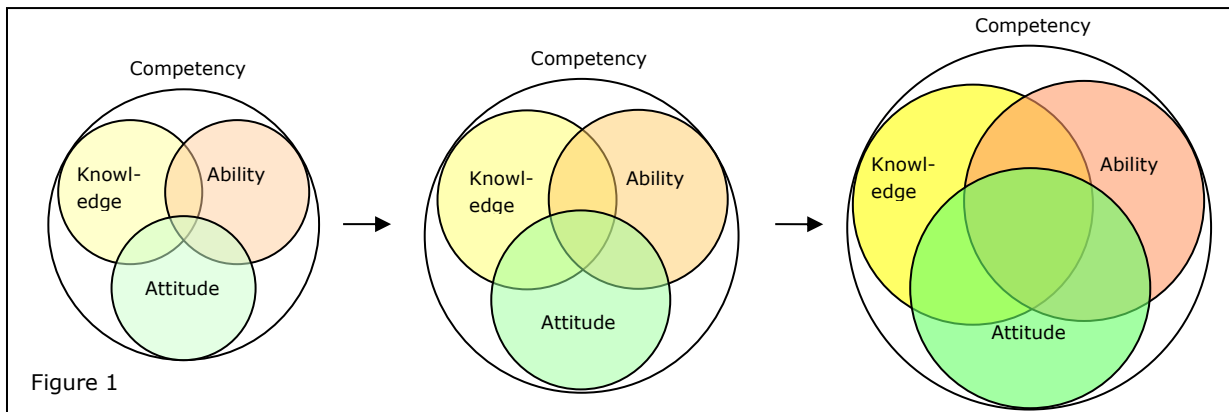 Competency
Knowl-
edge
Ability
Attitude
Competency
Knowl-
edge
Ability
Attitude
Competency
Knowl-
edge
Ability
Attitude
Figure 1